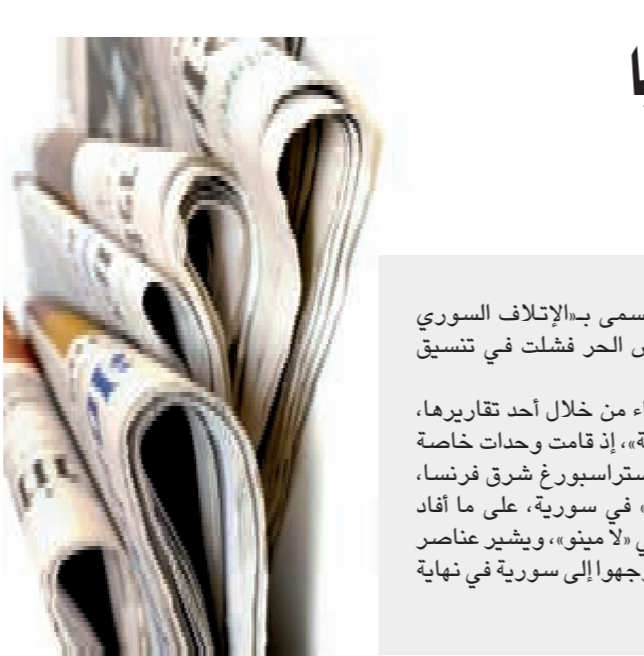 سمى بـ«الإتلاف السوري
الحر فشلت في تنسيق
من خلال أحد تقاريرها،
إذ قامت وحدات خاصة
ستراسبورغ شرق فرنسا،
في سورية، على ما أفاد
«لا مينو»، ويشير عناصر
جهوا إلى سورية في نهاية